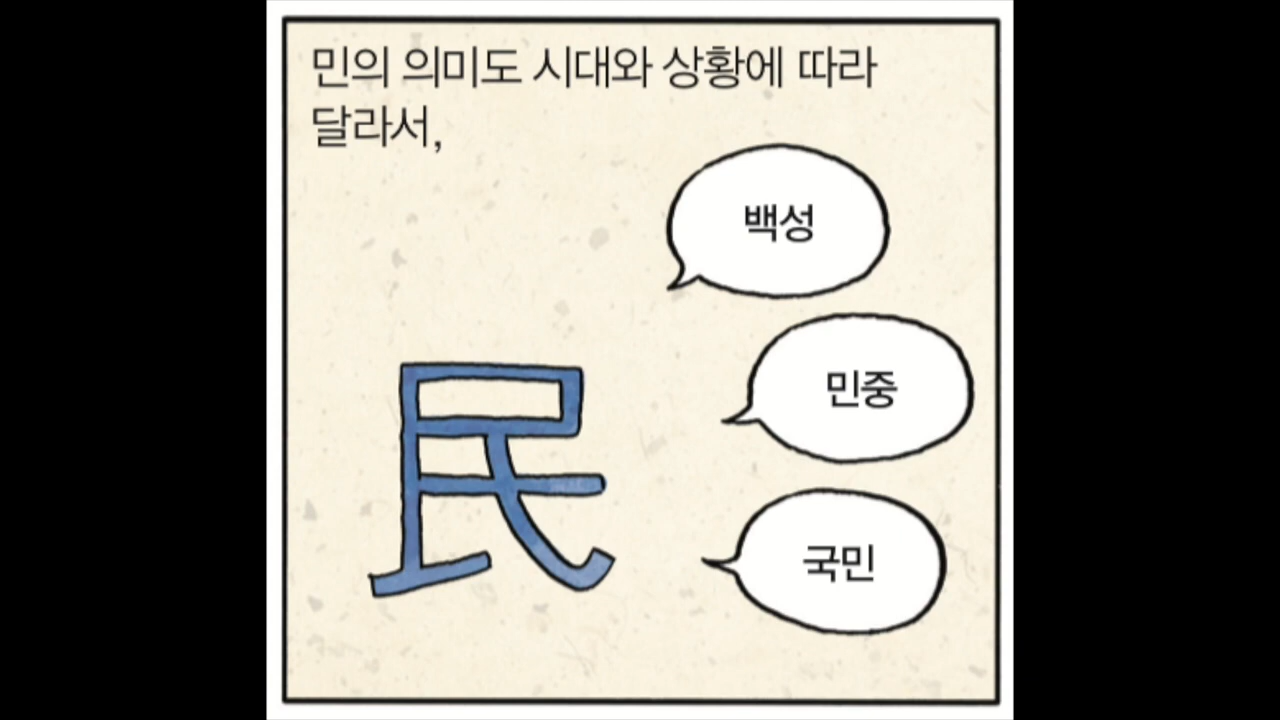 민의 의미도 시대와 상황에 따라
달라서,
백성
민중
民
국민